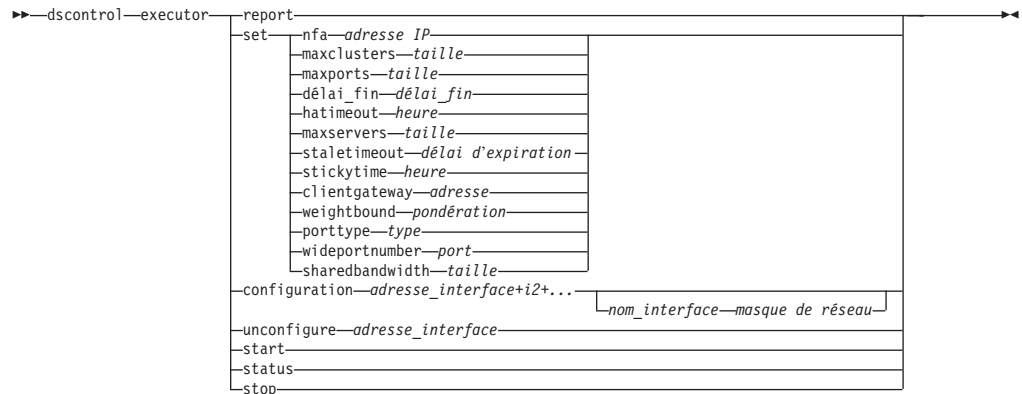 dscontrol executor report
set nfa adresse IP
maxclusters taille
maxports taille
délai_fin délai_fin
hatimeout heure
maxservers taille
staletimeout délai d'expiration
stickytime heure
clientgateway adresse
weightbound pondération
porttype type
wideportnumber port
sharedbandwidth taille
configuration adresse_interface+i2+...
nom_interface masque de réseau
unconfigure adresse_interface
start
status
stop